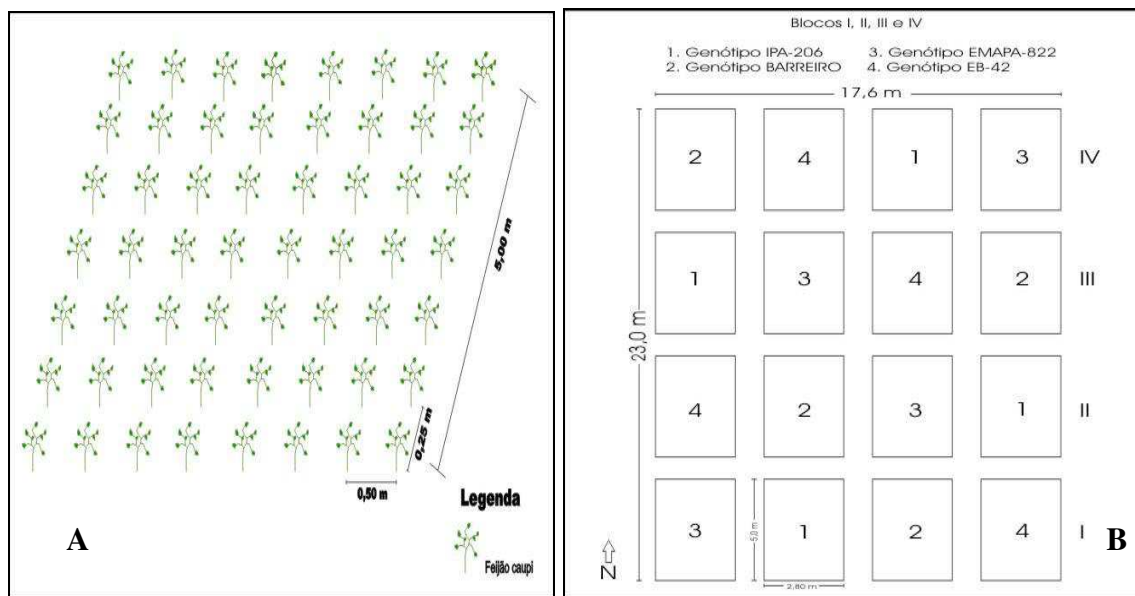 5,00 m
0,25 m
0,50 m
Legenda
Feijão caupi
A
Blocos I, II, III e IV
1. Genótipo IPA-206 3. Genótipo EMAPA-822
2. Genótipo BARREIRO 4. Genótipo EB-42
17,6 m
23,0 m
2 4 1 3 IV
1 3 4 2 III
4 2 3 1 II
3 1 2 4 I
5,0 m
2,80 m
N
B